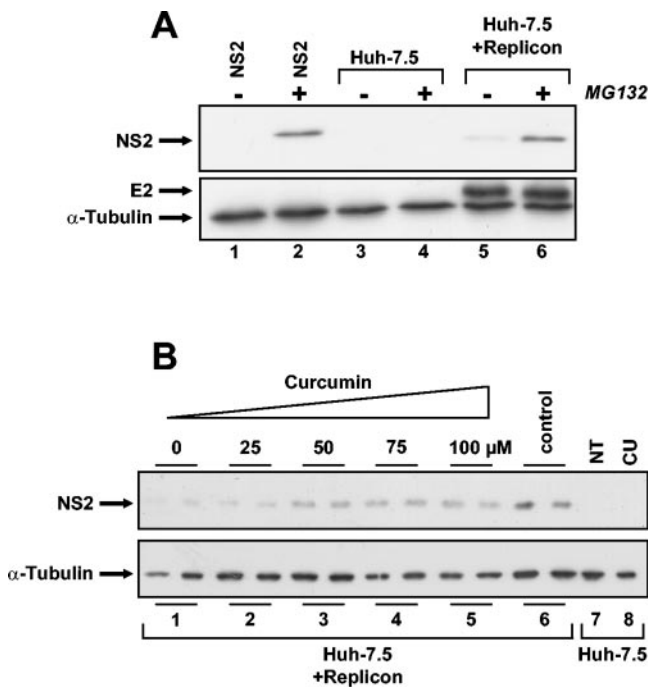 A
NS2 NS2 Huh-7.5 Huh-7.5
+Replicon
- + - + - + MG132
NS2
E2
α-Tubulin
1 2 3 4 5 6
B
Curcumin
0 25 50 75 100 µM control NT CU
NS2
α-Tubulin
1 2 3 4 5 6 7 8
Huh-7.5 Huh-7.5
+Replicon